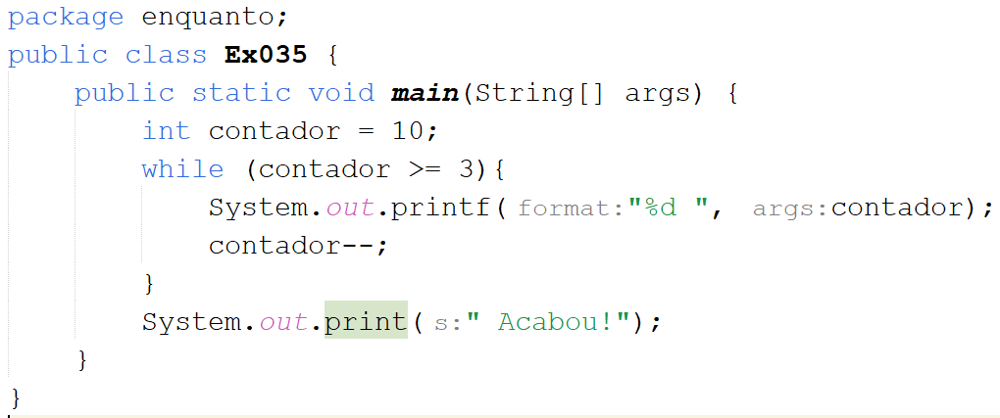 package enquanto;
public class Ex035 {
    public static void main(String[] args) {
        int contador = 10;
        while (contador >= 3){
            System.out.printf( format:"%d ",  args:contador);
            contador--;
        }
        System.out.print( s:" Acabou!");
    }
}